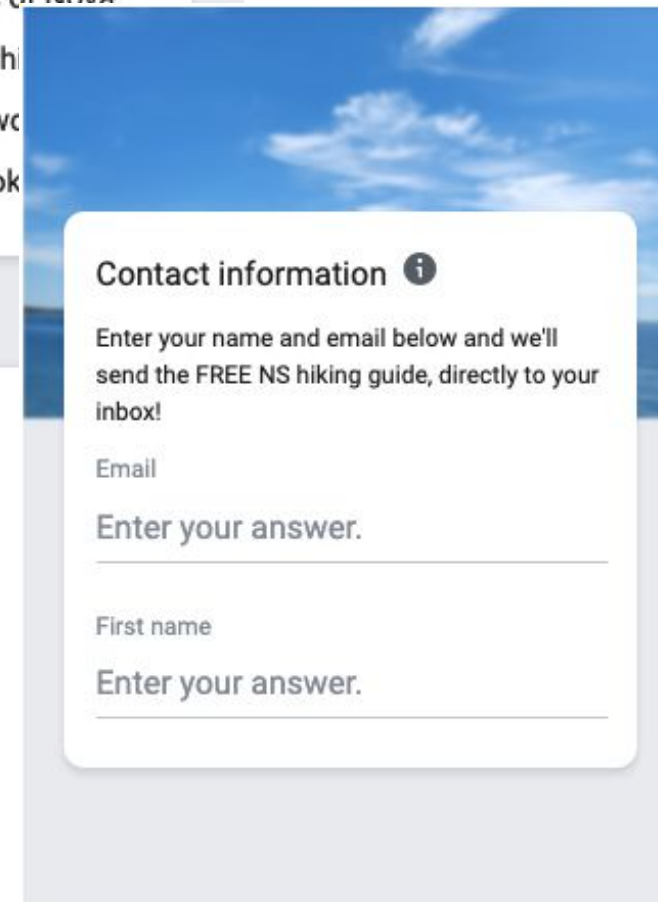 Contact information
Enter your name and email below and we'll
send the FREE NS hiking guide, directly to your
inbox!
Email
Enter your answer.
First name
Enter your answer.